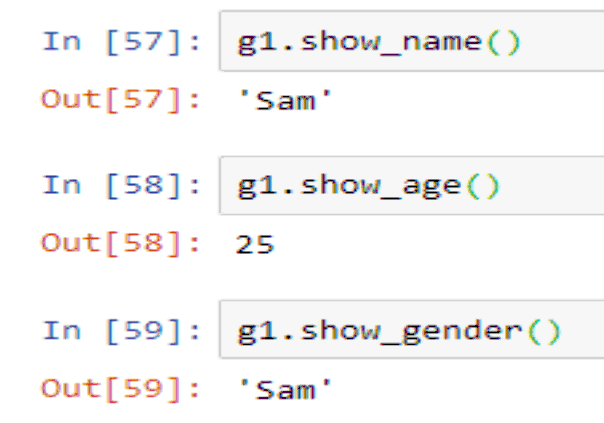 In [57]: g1.show_name()
Out[57]: 'Sam'
In [58]: g1.show_age()
Out[58]: 25
In [59]: g1.show_gender()
Out[59]: 'Sam'